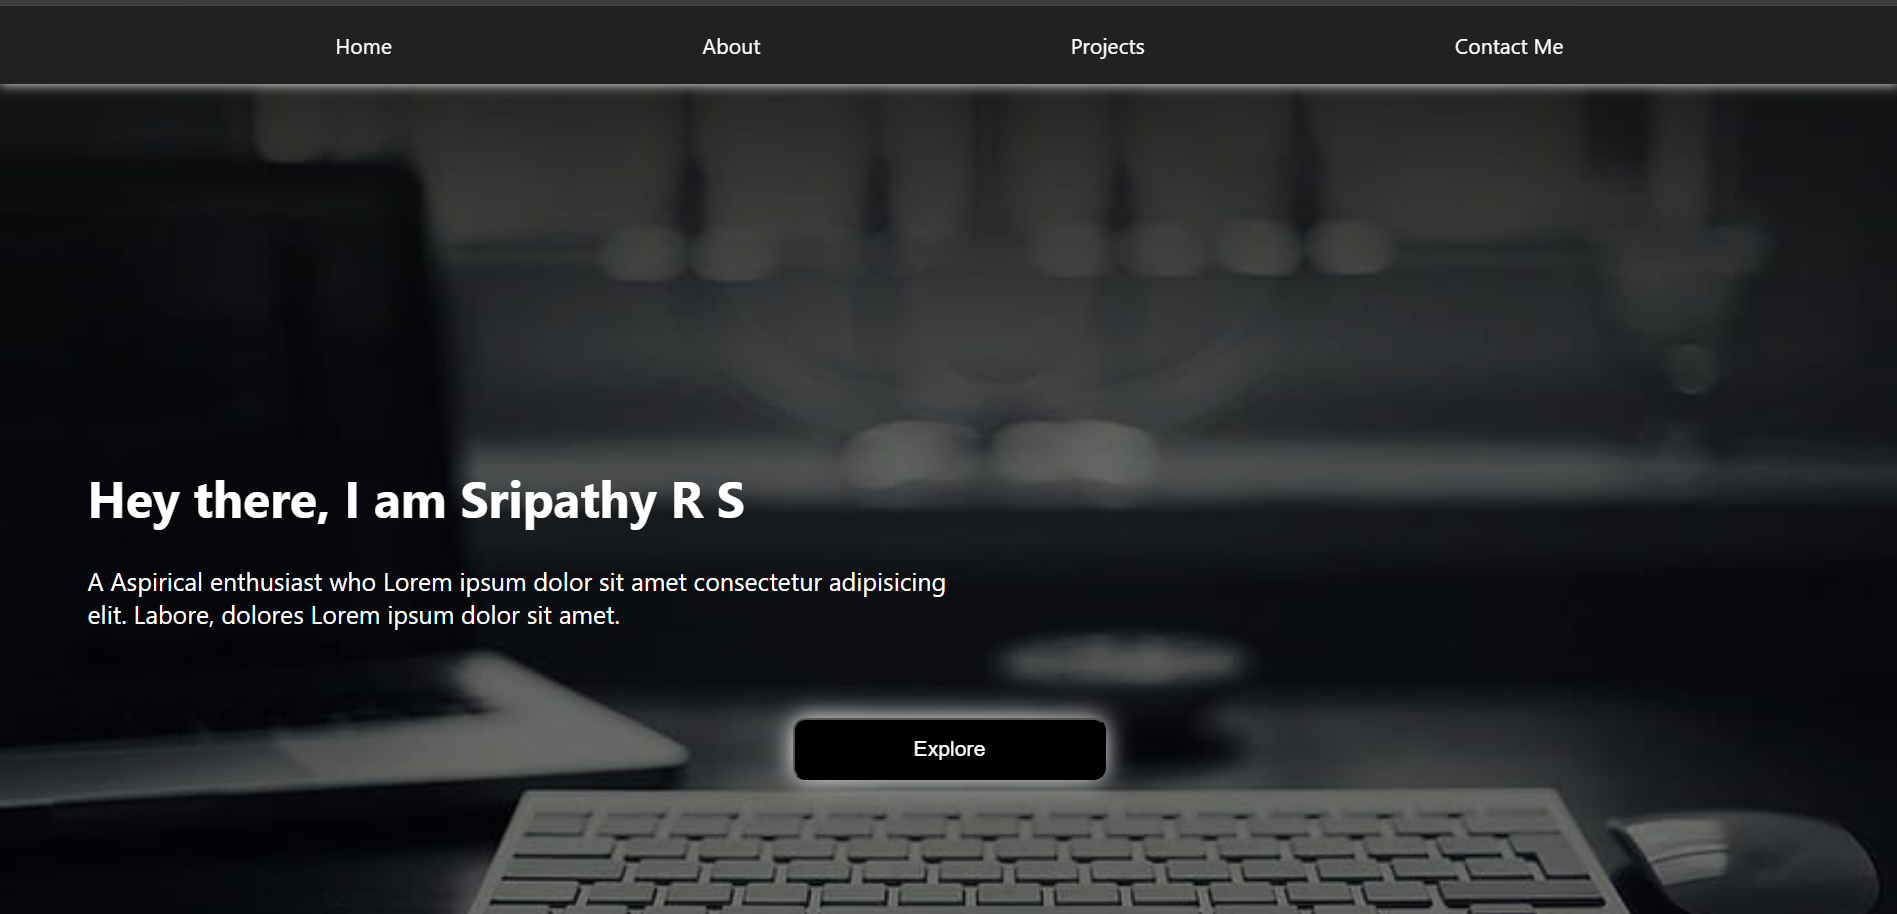 Home
About
Projects
Contact Me
Hey there, I am Sripathy R S
A Aspirical enthusiast who Lorem ipsum dolor sit amet consectetur adipisicing
elit. Labore, dolores Lorem ipsum dolor sit amet.
Explore